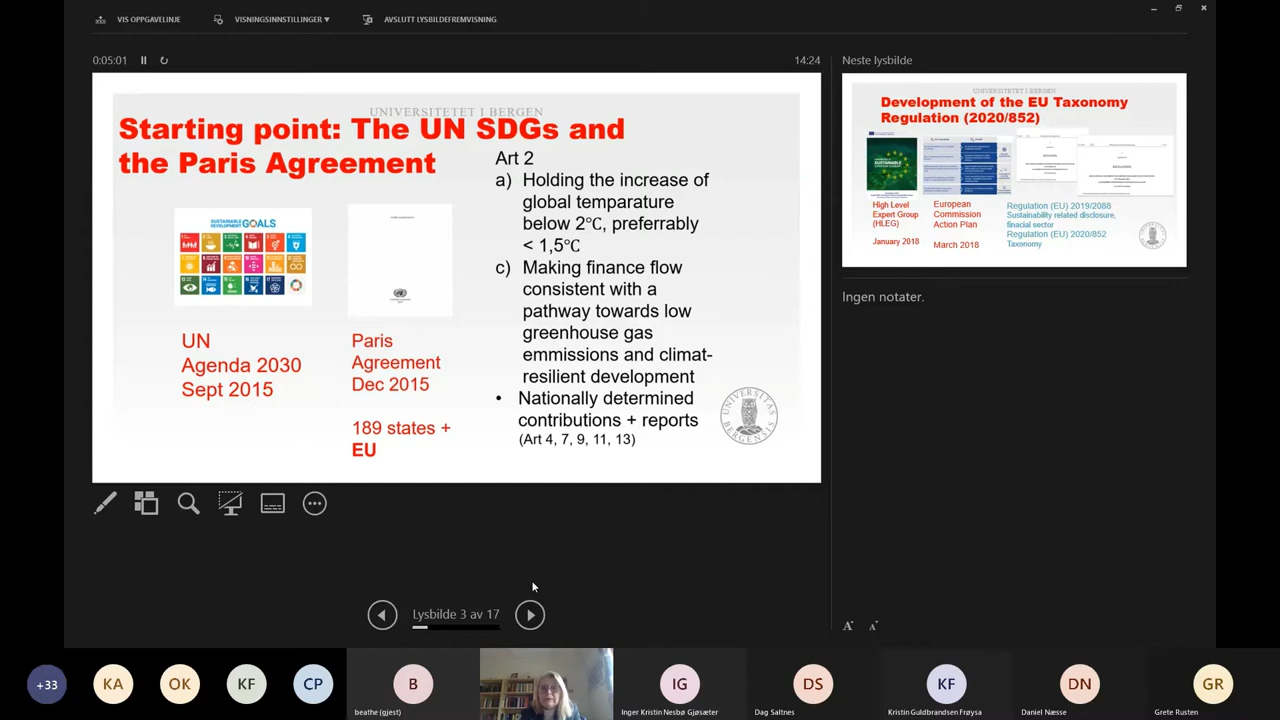 VIS OPPGAVELINJE
VISNINGSINNSTILLINGER ▼
AVSLUTT LYSBILDEFREMVISNING
0:05:01
14:24
UNIVERSITETET I BERGEN
Starting point: The UN SDGs and
the Paris Agreement
SUSTAINABLE
DEVELOPMENT
GOALS
UN
Agenda 2030
Sept 2015
Paris
Agreement
Dec 2015
189 states +
EU
Art 2
a) Holding the increase of
global temparature
below 2°C, preferrably
< 1,5°C
c) Making finance flow
consistent with a
pathway towards low
greenhouse gas
emmissions and climat-
resilient development
• Nationally determined
contributions + reports
(Art 4, 7, 9, 11, 13)
UNIVERSITAS
BERGENSIS
Neste lysbilde
UNIVERSITETET I BERGEN
Development of the EU Taxonomy
Regulation (2020/852)
High Level
Expert Group
(HLEG)
January 2018
European
Commission
Action Plan
March 2018
Regulation (EU) 2019/2088
Sustainability related disclosure,
finacial sector
Regulation (EU) 2020/852
Taxonomy
Ingen notater.
Lysbilde 3 av 17
A
A
+33
KA
OK
KF
CP
B
beathe (gjest)
IG
Inger Kristin Nesbø Gjøsæter
DS
Dag Saltnes
KF
Kristin Guldbrandsen Frøysa
DN
Daniel Næsse
GR
Grete Rusten